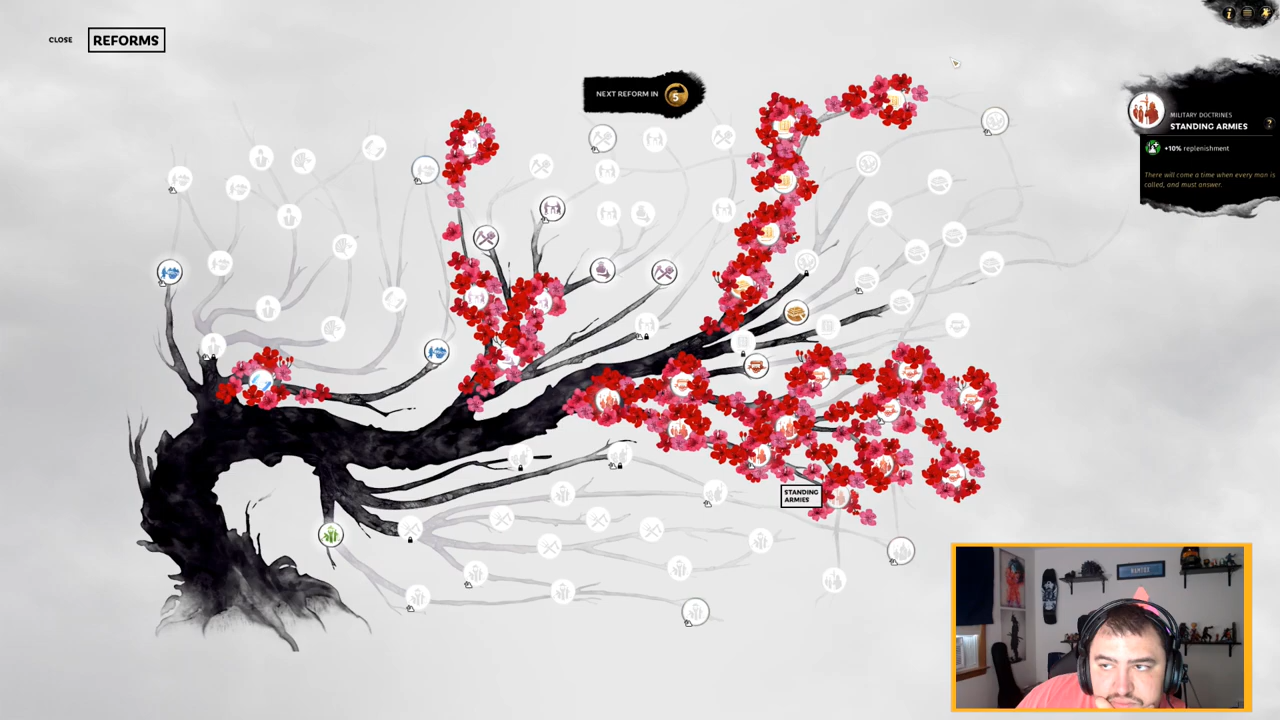 CLOSE
REFORMS
NEXT REFORM IN
5
MILITARY DOCTRINES
STANDING ARMIES
?
+10% replenishment
There will come a time when every man is
called, and must answer.
STANDING
ARMIES